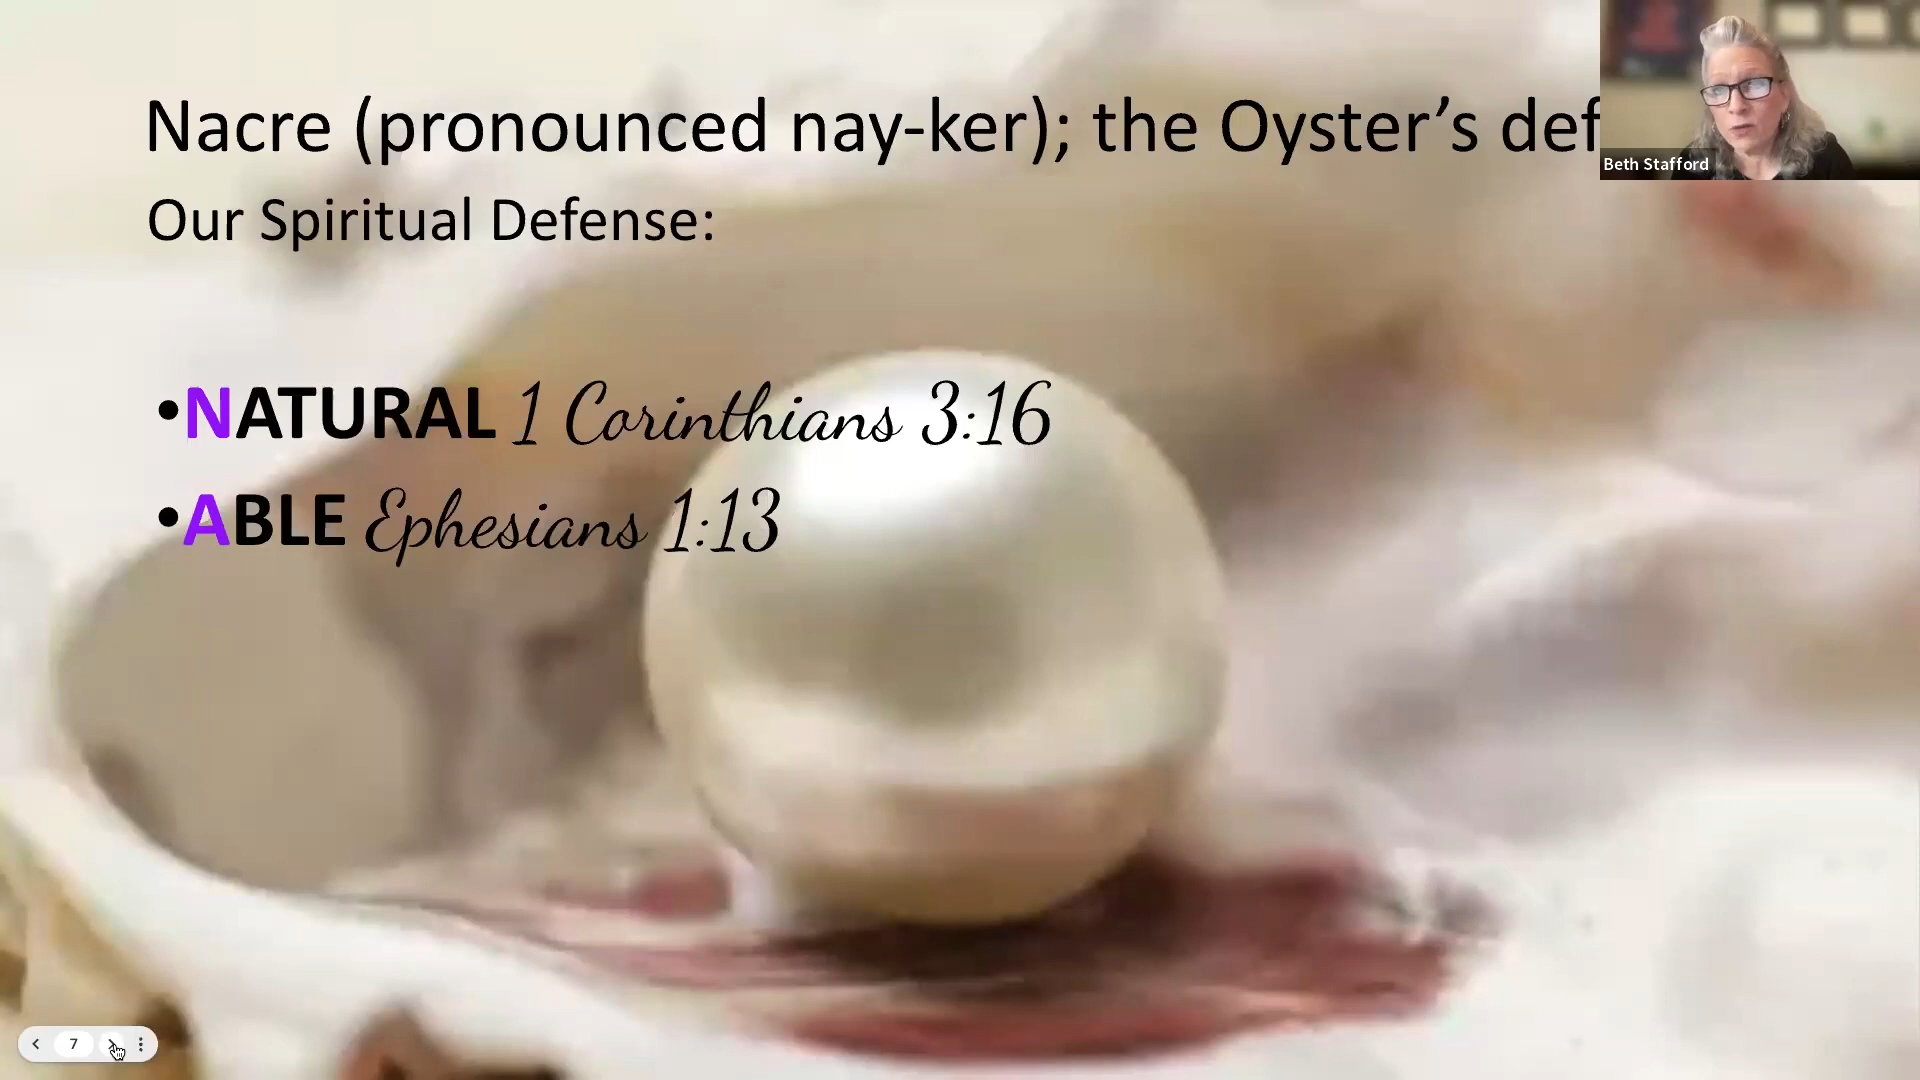 Nacre (pronounced nay-ker); the Oyster’s def
Our Spiritual Defense:
•NATURAL 1 Corinthians 3:16
•ABLE Ephesians 1:13
Beth Stafford
7